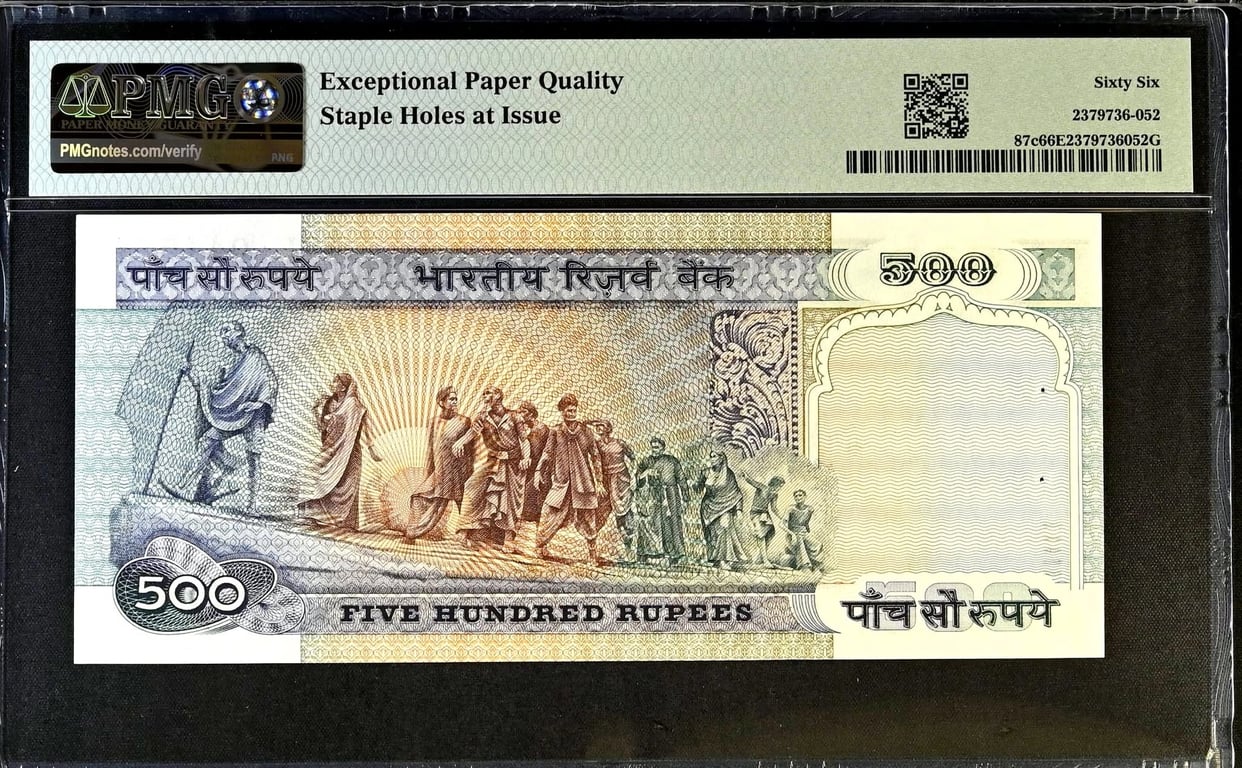 PMG
PAPER MONEY GUARANTY
PMGnotes.com/verify
PMG
Exceptional Paper Quality
Staple Holes at Issue
Sixty Six
2379736-052
87c66E2379736052G
पाँच सौ रुपये भारतीय रिज़र्व बैंक 500
500 FIVE HUNDRED RUPEES पाँच सौ रुपये